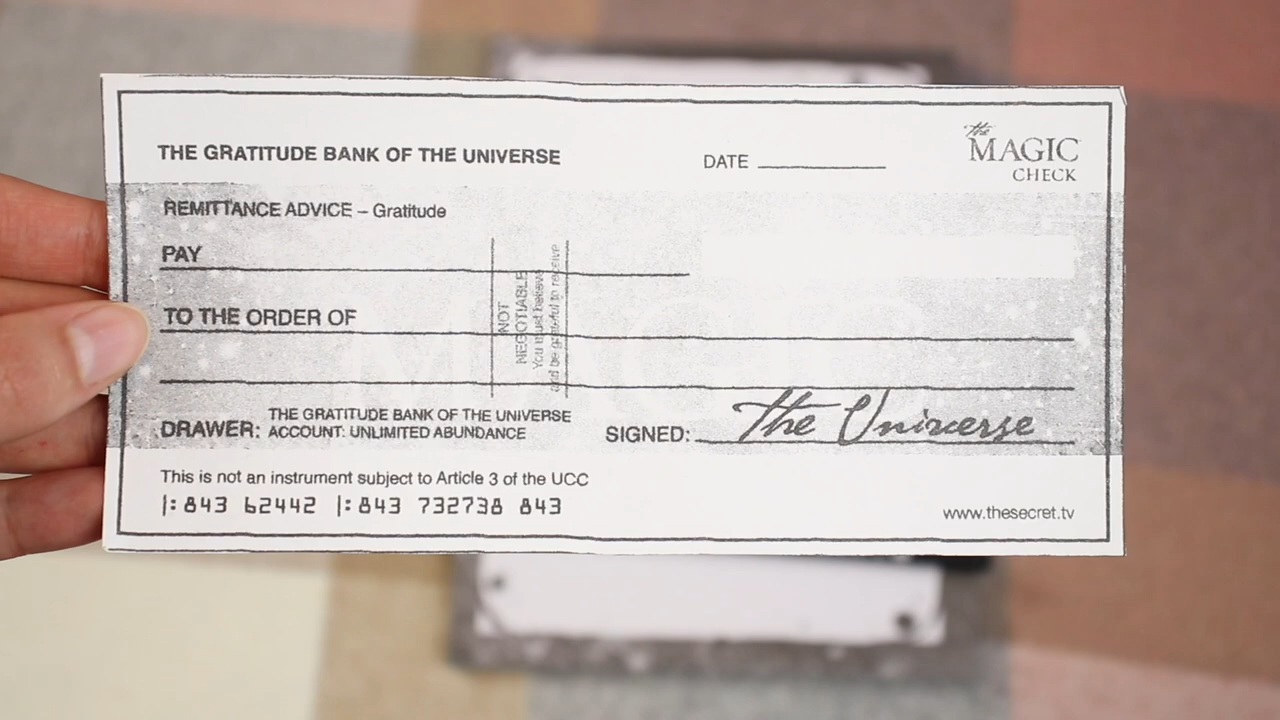 THE GRATITUDE BANK OF THE UNIVERSE
DATE
the
MAGIC
CHECK
REMITTANCE ADVICE – Gratitude
PAY
TO THE ORDER OF
NOT
NEGOTIABLE
You must believe
and be grateful to receive
DRAWER:
THE GRATITUDE BANK OF THE UNIVERSE
ACCOUNT: UNLIMITED ABUNDANCE
SIGNED: The Universe
This is not an instrument subject to Article 3 of the UCC
|: 843 62442 |: 843 732738 843
www.thesecret.tv